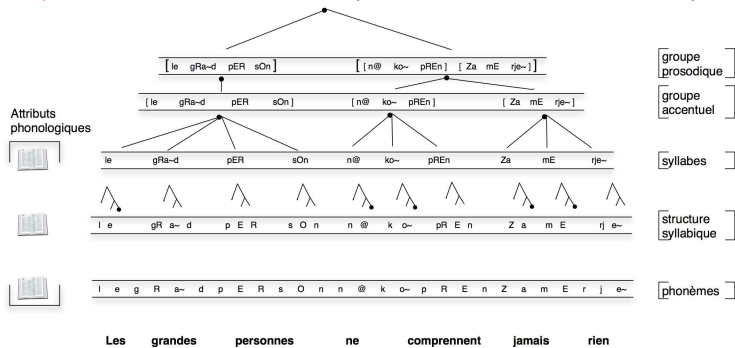 [ le gRa~d pER sOn ] [ [ n@ ko~ pREn ] [ Za mE rje~ ] ]
groupe
prosodique
[ le gRa~d pER sOn ] [ n@ ko~ pREn ] [ Za mE rje~ ]
groupe
accentuel
Attributs
phonologiques
le gRa~d pER sOn n@ ko~ pREn Za mE rje~
syllabes
l e gR a~ d p E R s O n n @ k o~ pR E n Z a m E rj e~
structure
syllabique
l e g R a~ d p E R s O n n @ k o~ p R E n Z a m E r j e~
phonèmes
Les grandes personnes ne comprennent jamais rien